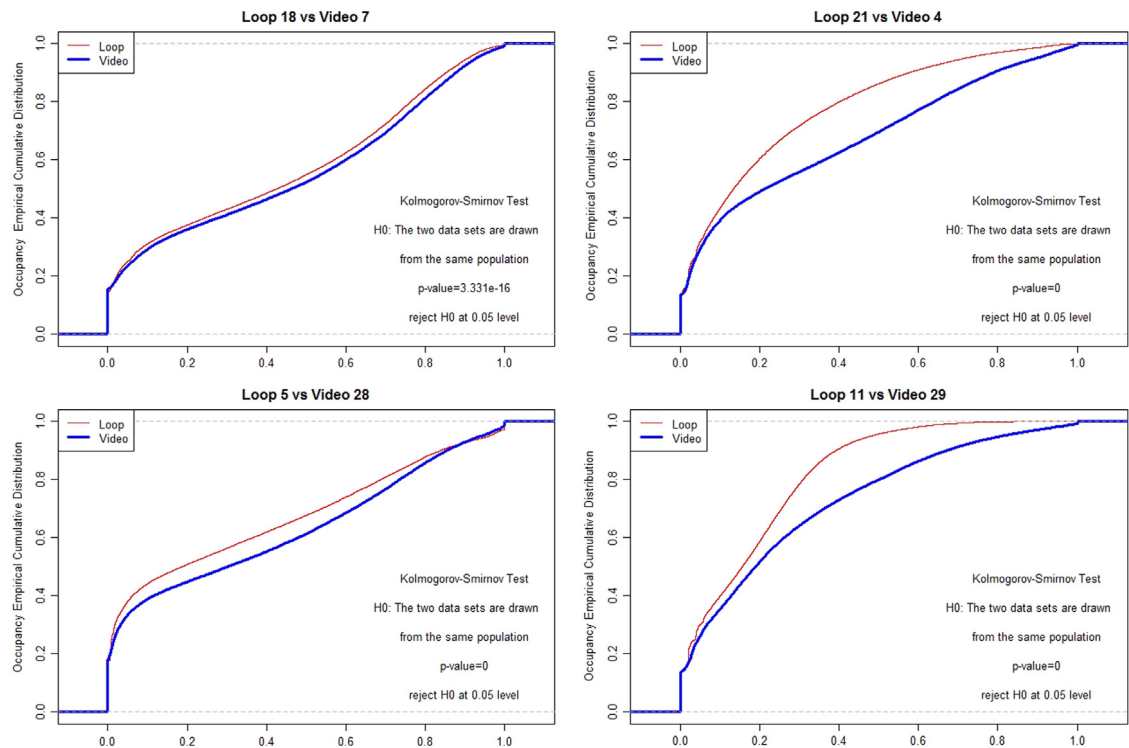 Loop 18 vs Video 7
Loop
Video
Occupancy Empirical Cumulative Distribution
1.0
0.8
0.6
0.4
0.2
0.0
Kolmogorov-Smirnov Test
H0: The two data sets are drawn
from the same population
p-value=3.331e-16
reject H0 at 0.05 level
0.0 0.2 0.4 0.6 0.8 1.0
Loop 21 vs Video 4
Loop
Video
Occupancy Empirical Cumulative Distribution
1.0
0.8
0.6
0.4
0.2
0.0
Kolmogorov-Smirnov Test
H0: The two data sets are drawn
from the same population
p-value=0
reject H0 at 0.05 level
0.0 0.2 0.4 0.6 0.8 1.0
Loop 5 vs Video 28
Loop
Video
Occupancy Empirical Cumulative Distribution
1.0
0.8
0.6
0.4
0.2
0.0
Kolmogorov-Smirnov Test
H0: The two data sets are drawn
from the same population
p-value=0
reject H0 at 0.05 level
0.0 0.2 0.4 0.6 0.8 1.0
Loop 11 vs Video 29
Loop
Video
Occupancy Empirical Cumulative Distribution
1.0
0.8
0.6
0.4
0.2
0.0
Kolmogorov-Smirnov Test
H0: The two data sets are drawn
from the same population
p-value=0
reject H0 at 0.05 level
0.0 0.2 0.4 0.6 0.8 1.0